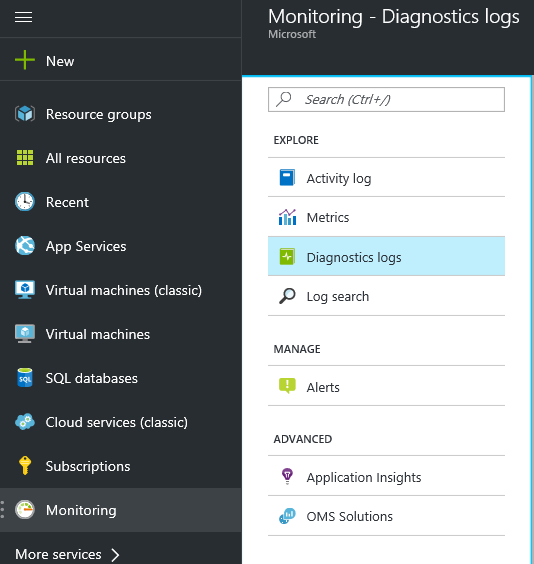 New
Resource groups
All resources
Recent
App Services
Virtual machines (classic)
Virtual machines
SQL
SQL databases
Cloud services (classic)
Subscriptions
Monitoring
More services
Monitoring - Diagnostics logs
Microsoft
Search (Ctrl+/)
EXPLORE
Activity log
Metrics
Diagnostics logs
Log search
MANAGE
Alerts
ADVANCED
Application Insights
OMS Solutions